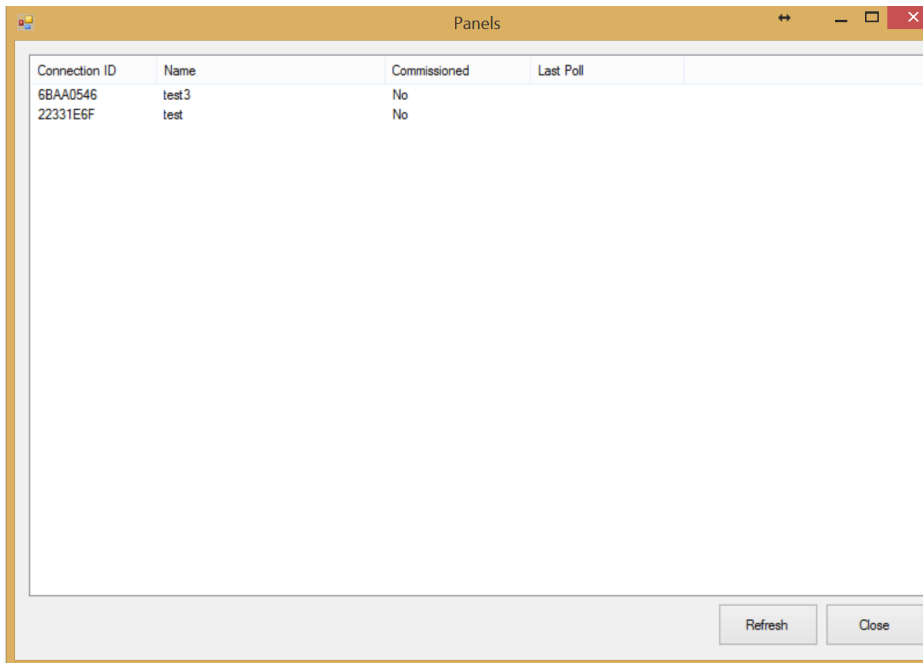 Panels
Connection ID Name Commissioned Last Poll
6BAA0546 test3 No
22331E6F test No
Refresh Close